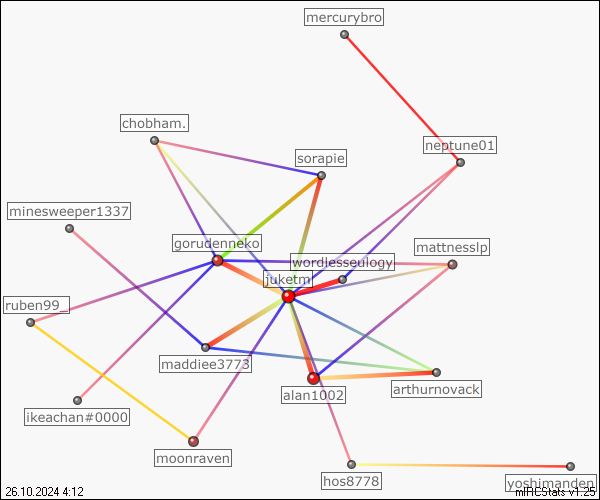 mercurybro
chobham.
neptune01
sorapie
minesweeper1337
gorudenneko
wordlesseulogy
mattnesslp
juketm
ruben99_
maddiee3773
alan1002
arthurnovack
ikeachan#0000
moonraven
hos8778
yoshimanden
26.10.2024 4:12
mIRCStats v1.25